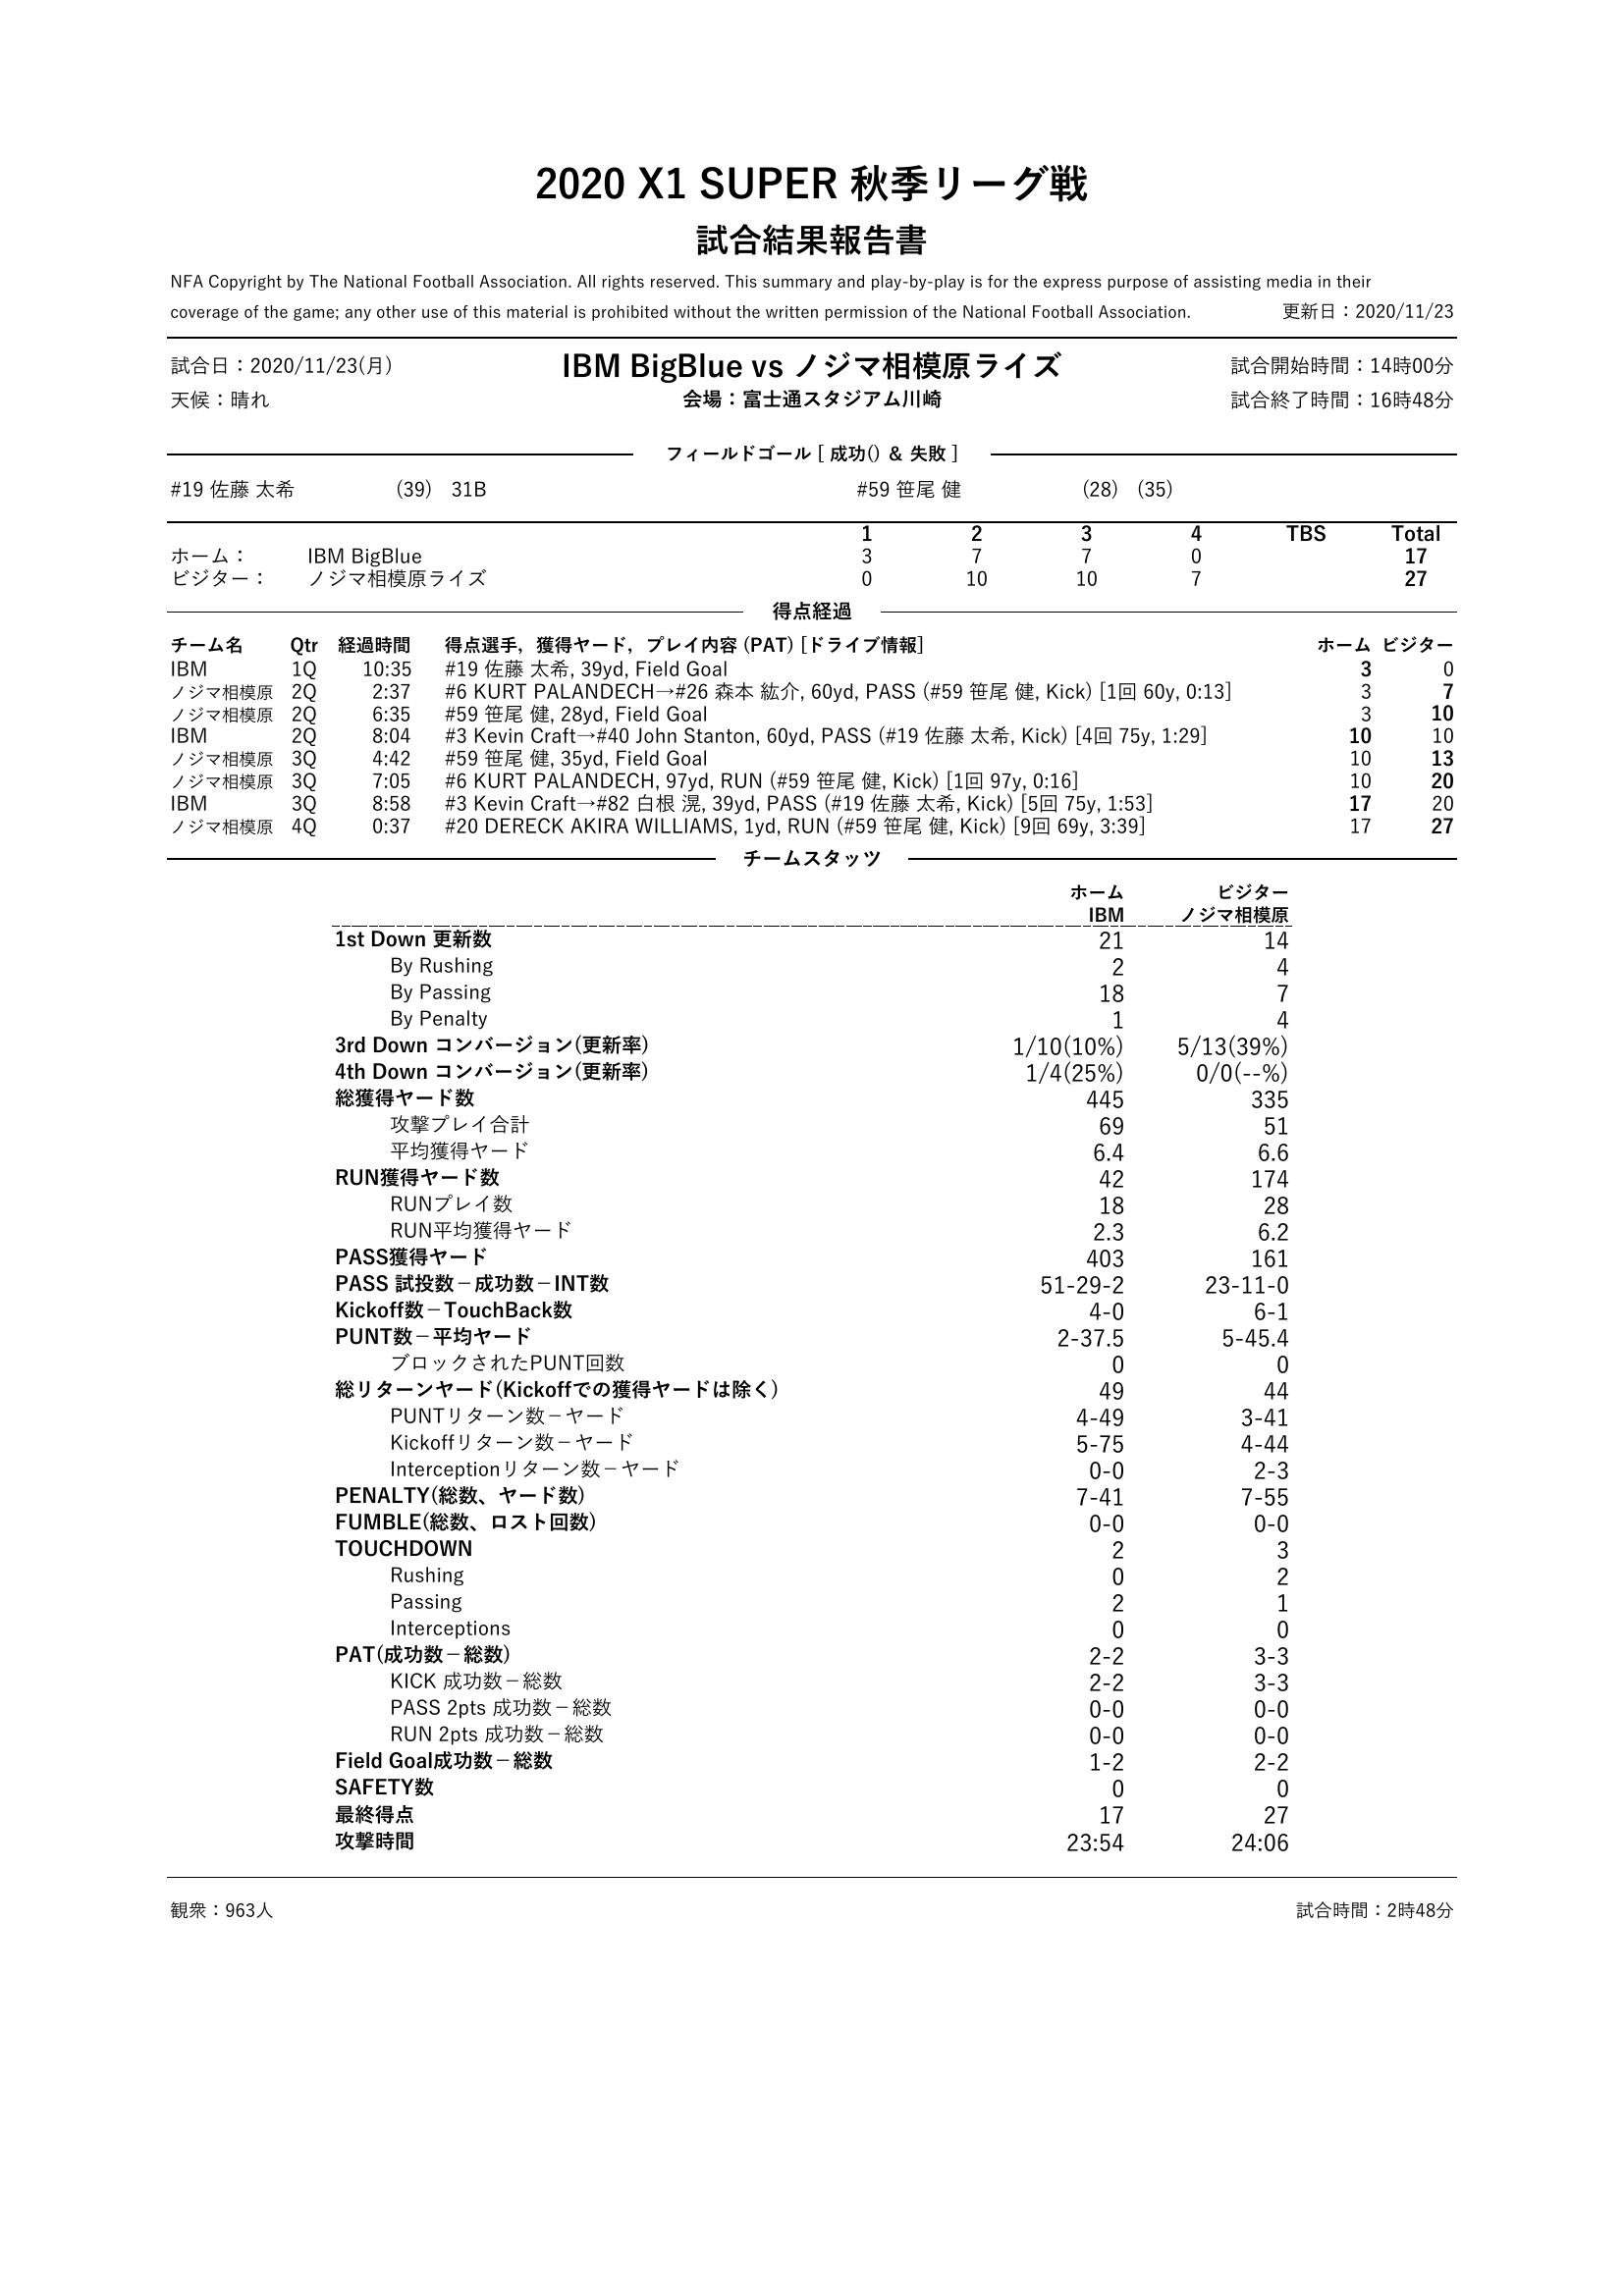 2020 X1 SUPER 秋季リーグ戦
試合結果報告書
NFA Copyright by The National Football Association. All rights reserved. This summary and play-by-play is for the express purpose of assisting media in their
coverage of the game; any other use of this material is prohibited without the written permission of the National Football Association. 更新日：2020/11/23
試合日：2020/11/23(月) IBM BigBlue vs ノジマ相模原ライズ 試合開始時間：14時00分
天候：晴れ 会場：富士通スタジアム川崎 試合終了時間：16時48分
フィールドゴール [ 成功() & 失敗 ]
#19 佐藤 太希 (39) 31B #59 笹尾 健 (28) (35)
1 2 3 4 TBS Total
ホーム： IBM BigBlue 3 7 7 0 17
ビジター： ノジマ相模原ライズ 0 10 10 7 27
得点経過
チーム名 Qtr 経過時間 得点選手，獲得ヤード，プレイ内容 (PAT) [ドライブ情報] ホーム ビジター
IBM 1Q 10:35 #19 佐藤 太希, 39yd, Field Goal 3 0
ノジマ相模原 2Q 2:37 #6 KURT PALANDECH→#26 森本 紘介, 60yd, PASS (#59 笹尾 健, Kick) [1回 60y, 0:13] 3 7
ノジマ相模原 2Q 6:35 #59 笹尾 健, 28yd, Field Goal 3 10
IBM 2Q 8:04 #3 Kevin Craft→#40 John Stanton, 60yd, PASS (#19 佐藤 太希, Kick) [4回 75y, 1:29] 10 10
ノジマ相模原 3Q 4:42 #59 笹尾 健, 35yd, Field Goal 10 13
ノジマ相模原 3Q 7:05 #6 KURT PALANDECH, 97yd, RUN (#59 笹尾 健, Kick) [1回 97y, 0:16] 10 20
IBM 3Q 8:58 #3 Kevin Craft→#82 白根 滉, 39yd, PASS (#19 佐藤 太希, Kick) [5回 75y, 1:53] 17 20
ノジマ相模原 4Q 0:37 #20 DERECK AKIRA WILLIAMS, 1yd, RUN (#59 笹尾 健, Kick) [9回 69y, 3:39] 17 27
チームスタッツ
ホーム ビジター
IBM ノジマ相模原
1st Down 更新数 21 14
By Rushing 2 4
By Passing 18 7
By Penalty 1 4
3rd Down コンバージョン(更新率) 1/10(10%) 5/13(39%)
4th Down コンバージョン(更新率) 1/4(25%) 0/0(--%)
総獲得ヤード数 445 335
攻撃プレイ合計 69 51
平均獲得ヤード 6.4 6.6
RUN獲得ヤード数 42 174
RUNプレイ数 18 28
RUN平均獲得ヤード 2.3 6.2
PASS獲得ヤード 403 161
PASS 試投数－成功数－INT数 51-29-2 23-11-0
Kickoff数－TouchBack数 4-0 6-1
PUNT数－平均ヤード 2-37.5 5-45.4
ブロックされたPUNT回数 0 0
総リターンヤード(Kickoffでの獲得ヤードは除く) 49 44
PUNTリターン数－ヤード 4-49 3-41
Kickoffリターン数－ヤード 5-75 4-44
Interceptionリターン数－ヤード 0-0 2-3
PENALTY(総数、ヤード数) 7-41 7-55
FUMBLE(総数、ロスト回数) 0-0 0-0
TOUCHDOWN 2 3
Rushing 0 2
Passing 2 1
Interceptions 0 0
PAT(成功数－総数) 2-2 3-3
KICK 成功数－総数 2-2 3-3
PASS 2pts 成功数－総数 0-0 0-0
RUN 2pts 成功数－総数 0-0 0-0
Field Goal成功数－総数 1-2 2-2
SAFETY数 0 0
最終得点 17 27
攻撃時間 23:54 24:06
観衆：963人 試合時間：2時48分